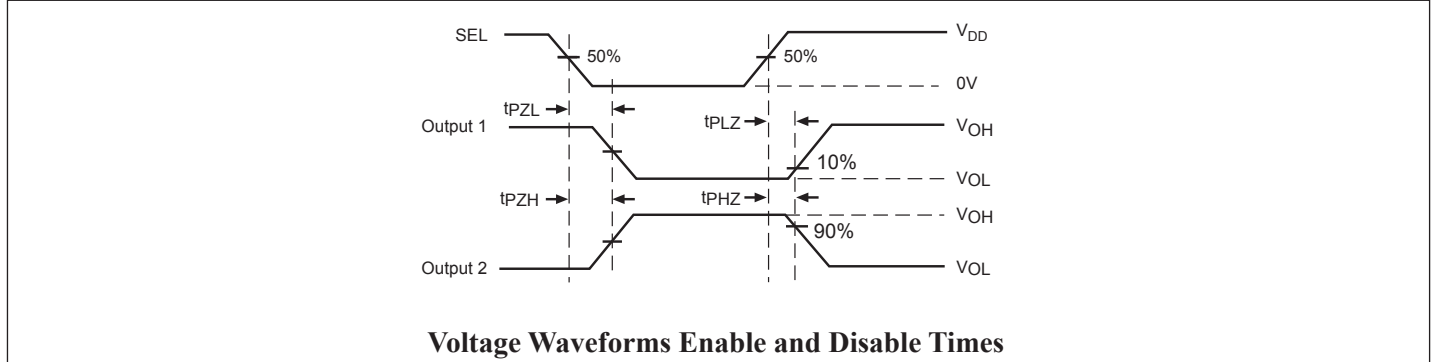 SEL
50%
50%
VDD
0V
tPZL
tPLZ
Output 1
VOH
10%
VOL
tPZH
tPHZ
VOH
90%
Output 2
VOL
Voltage Waveforms Enable and Disable Times